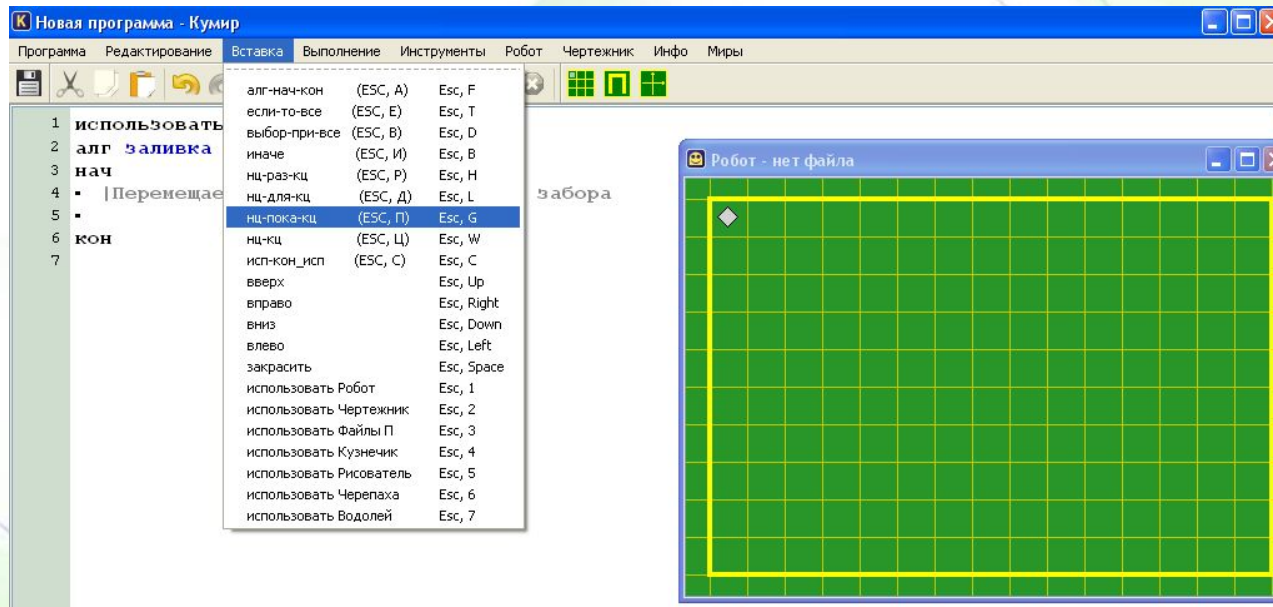 Новая программа - Кумир
Программа Редактирование Вставка Выполнение Инструменты Робот Чертежник Инфо Миры
1 использовать
2 алг заливка
3 нач
4 ▪ |Перемещае забора
5 ▪
6 кон
7
алг-нач-кон (ESC, А) Esc, F
если-то-все (ESC, Е) Esc, T
выбор-при-все (ESC, В) Esc, D
иначе (ESC, И) Esc, B
нц-раз-кц (ESC, Р) Esc, H
нц-для-кц (ESC, Д) Esc, L
нц-пока-кц (ESC, П) Esc, G
нц-кц (ESC, Ц) Esc, W
исп-кон_исп (ESC, С) Esc, C
вверх Esc, Up
вправо Esc, Right
вниз Esc, Down
влево Esc, Left
закрасить Esc, Space
использовать Робот Esc, 1
использовать Чертежник Esc, 2
использовать Файлы П Esc, 3
использовать Кузнечик Esc, 4
использовать Рисователь Esc, 5
использовать Черепаха Esc, 6
использовать Водолей Esc, 7
Робот - нет файла